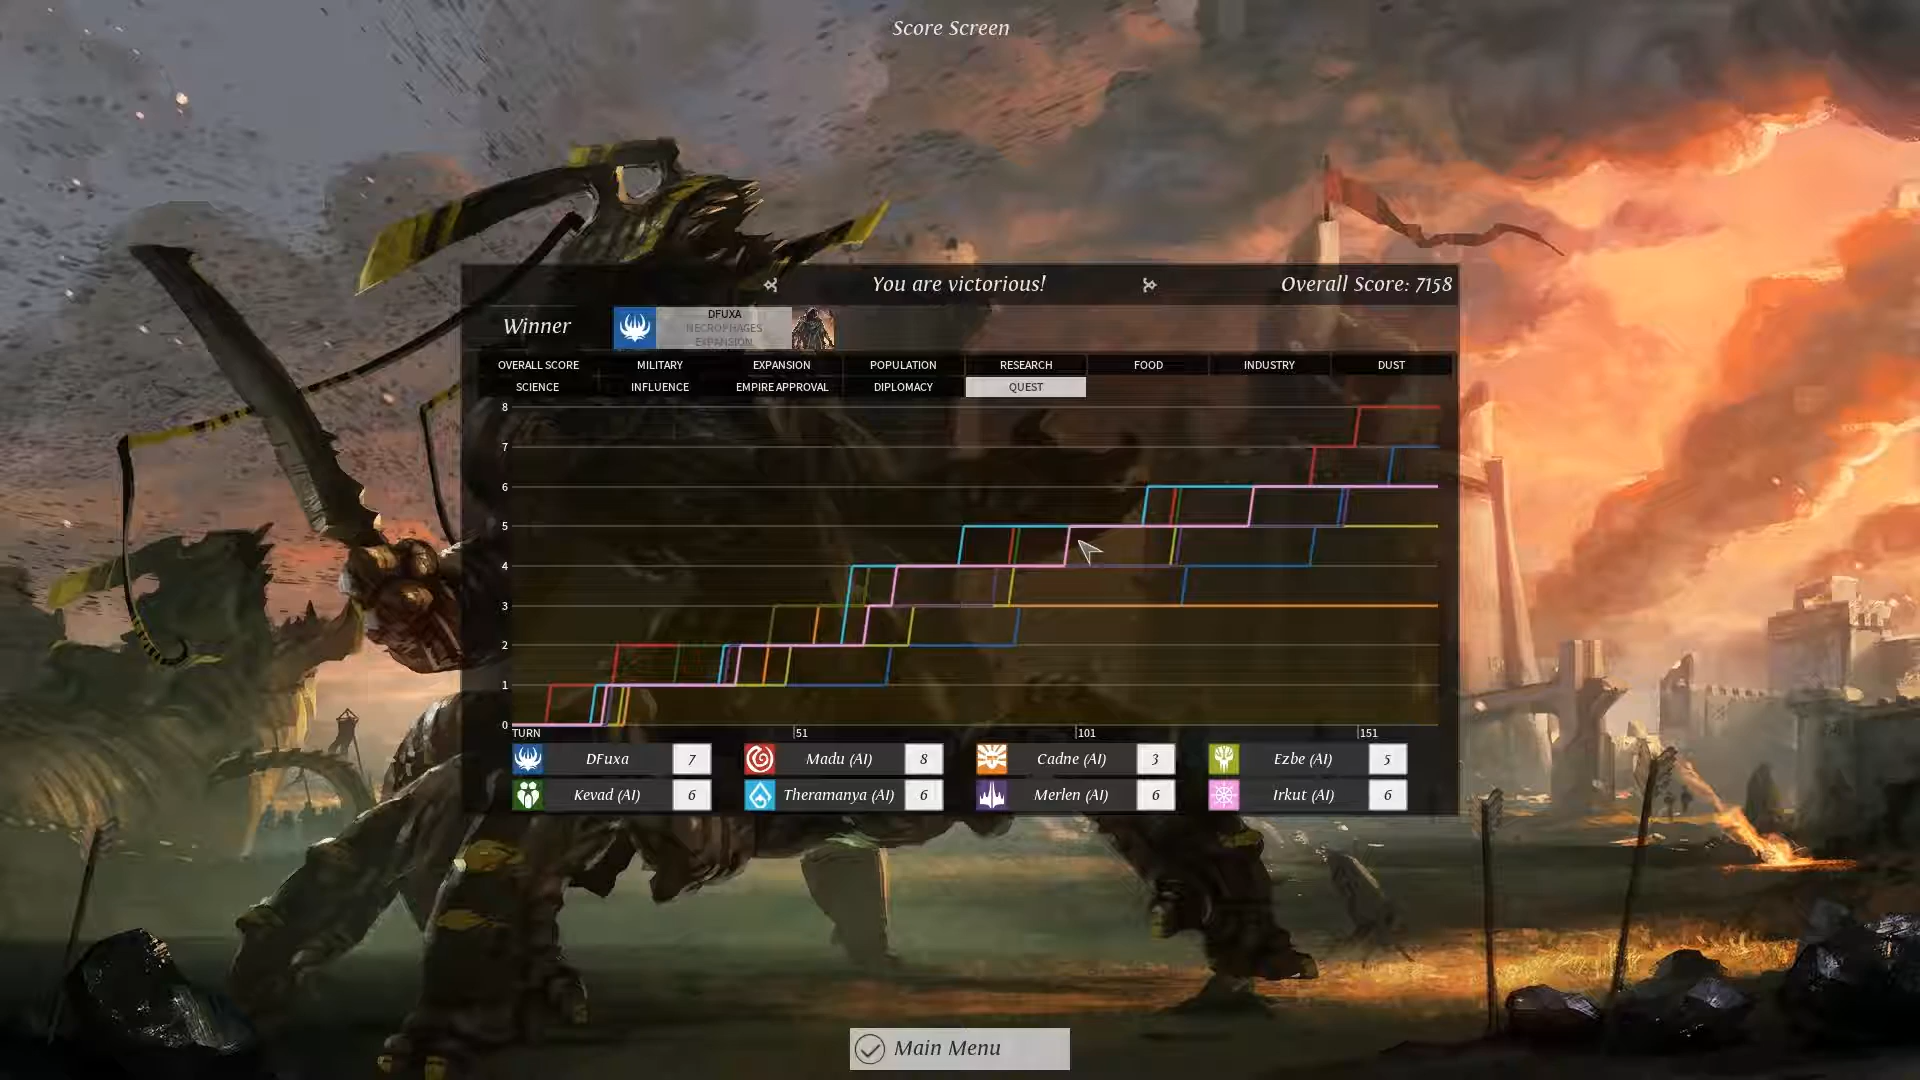 Score Screen
You are victorious!
Overall Score: 7158
Winner
DFUXA
NECROPHAGES
EXPANSION
OVERALL SCORE MILITARY EXPANSION POPULATION RESEARCH FOOD INDUSTRY DUST
SCIENCE INFLUENCE EMPIRE APPROVAL DIPLOMACY QUEST
8
7
6
5
4
3
2
1
0
TURN 51 101 151
DFuxa 7 Madu (AI) 8 Cadne (AI) 3 Ezbe (AI) 5
Kevad (AI) 6 Theramanya (AI) 6 Merlen (AI) 6 Irkut (AI) 6
Main Menu